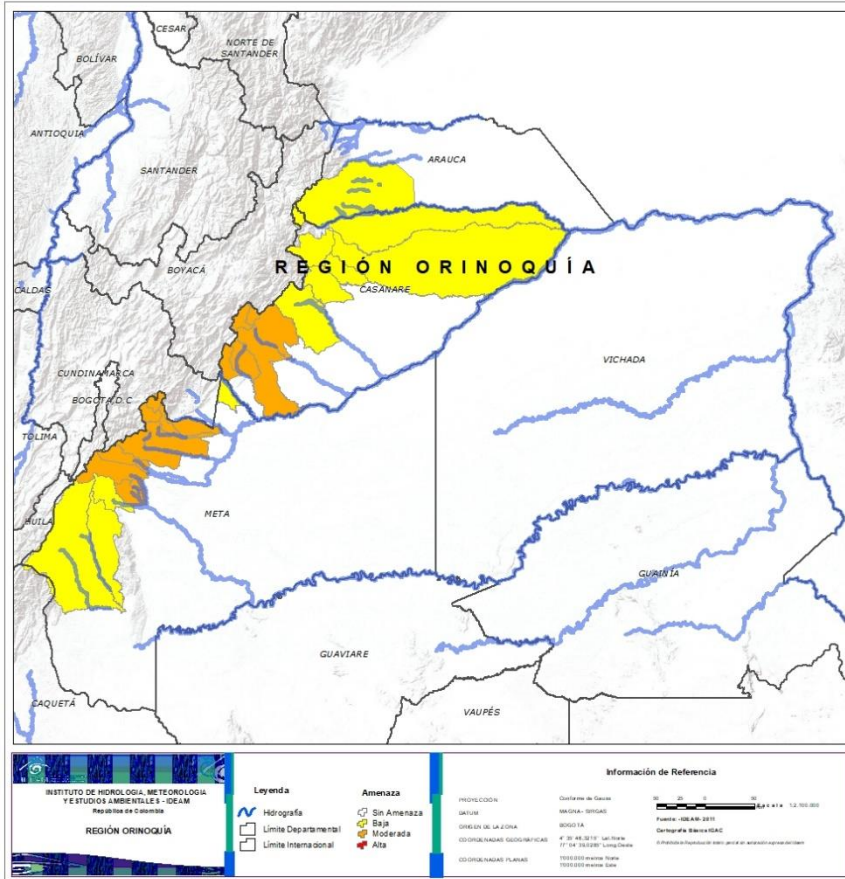 CESAR
NORTE DE
SANTANDER
BOLÍVAR
ANTIOQUIA
ARAUCA
SANTANDER
REGIÓN ORINOQUÍA
BOYACÁ
CALDAS
CASANARE
CUNDINAMARCA
VICHADA
BOGOTÁ, D.C
TOLIMA
META
HUILA
GUAINÍA
GUAVIARE
CAQUETÁ
VAUPÉS
INSTITUTO DE HIDROLOGIA, METEOROLOGIA
Y ESTUDIOS AMBIENTALES - IDEAM
República de Colombia
REGIÓN ORINOQUÍA
Leyenda
Hidrografía
Límite Departamental
Límite Internacional
Amenaza
Sin Amenaza
Baja
Moderada
Alta
Información de Referencia
PROYECCION
Conforme de Gauss
DATUM
MAGNA-SIRGAS
ORIGEN DE LA ZONA
BOGOTA
COORDENADAS GEOGRAFICAS
COORDENADAS PLANAS
Fuente: -IDEAM- 2011
Cartografía Básica IGAC